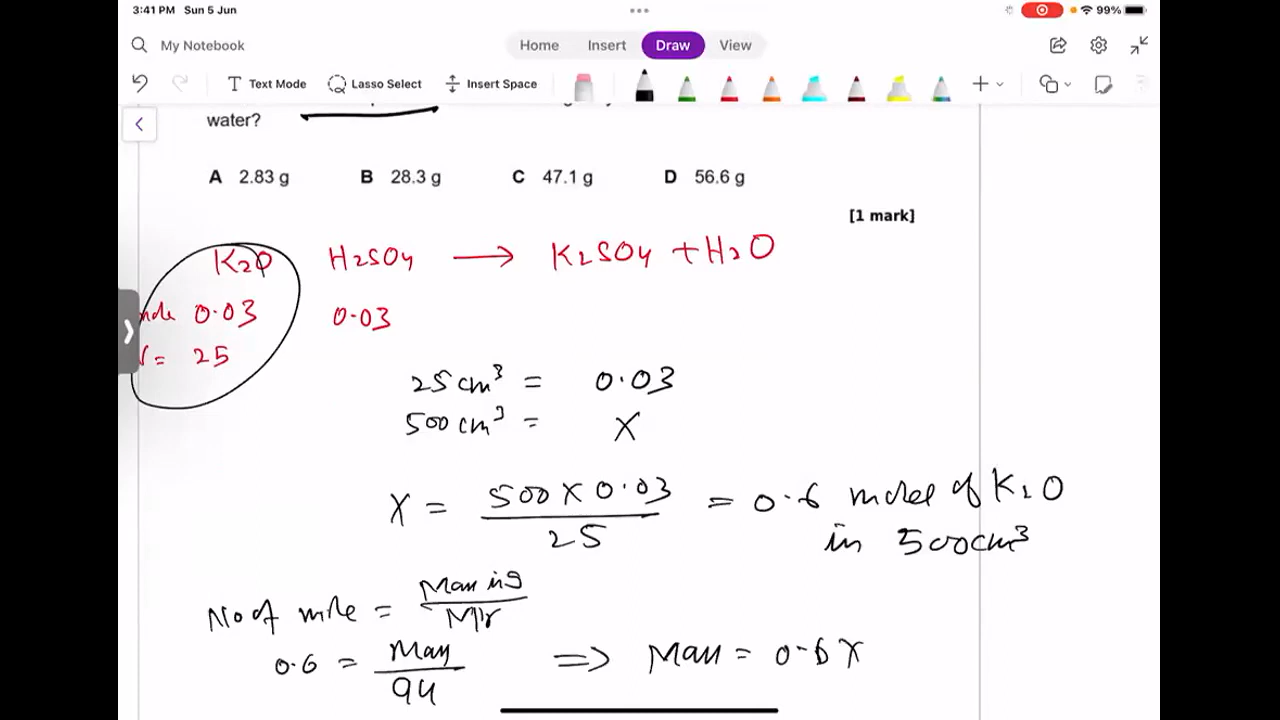 3:41 PM Sun 5 Jun
99%
My Notebook
Home Insert Draw View
Text Mode Lasso Select Insert Space
water?
A 2.83 g B 28.3 g C 47.1 g D 56.6 g
[1 mark]
K2O H2SO4 → K2SO4 + H2O
0.03 0.03
= 25
25 cm³ = 0.03
500 cm³ = X
X = 500 X 0.03 / 25 = 0.6 moles of K2O
in 500cm³
No of mole = Mass in g / Mr
0.6 = Mass / 94 ⇒ Mass = 0.6 X